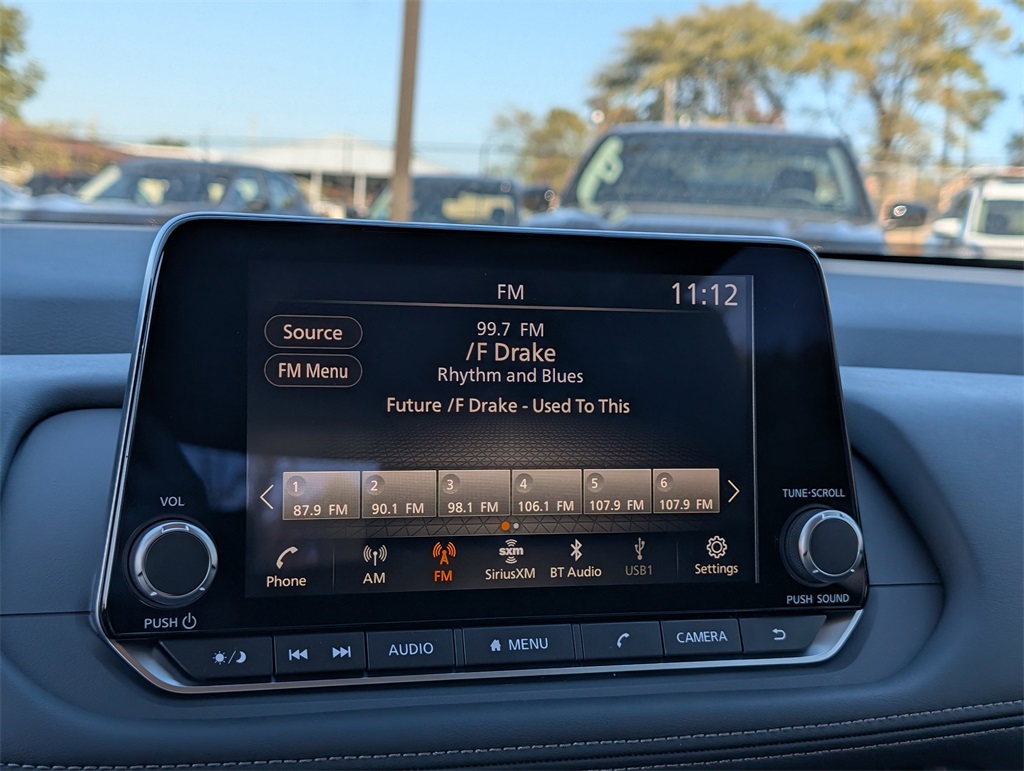 FM
11:12
Source
99.7 FM
/F Drake
FM Menu
Rhythm and Blues
Future /F Drake - Used To This
1
2
3
4
5
6
87.9 FM
90.1 FM
98.1 FM
106.1 FM
107.9 FM
107.9 FM
VOL
TUNE·SCROLL
Phone
AM
FM
sxm
SiriusXM
BT Audio
USB1
Settings
PUSH
PUSH SOUND
AUDIO
MENU
CAMERA